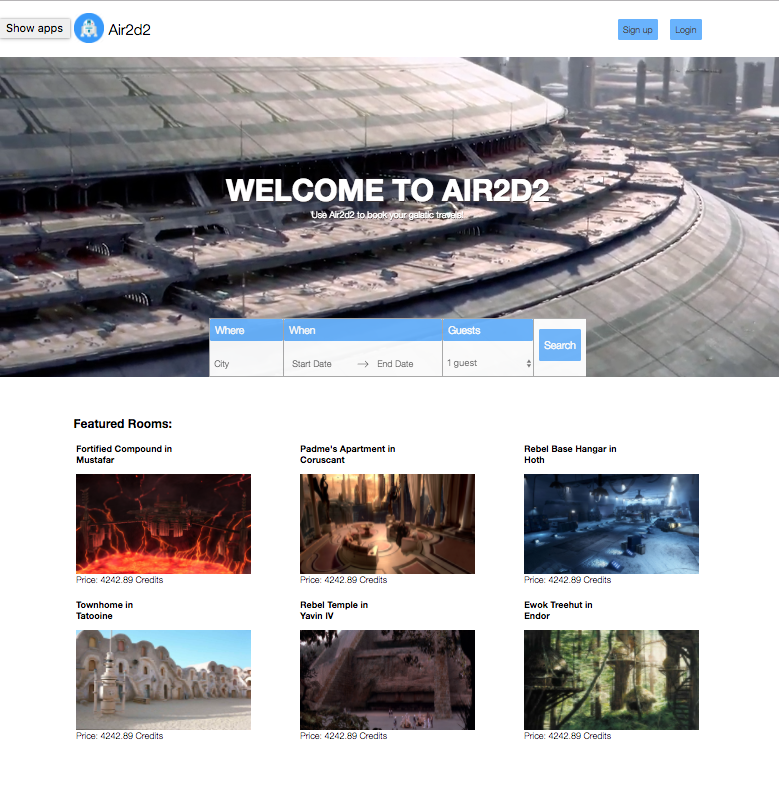 Show apps
Air2d2
Sign up
Login
WELCOME TO AIR2D2
Use Air2d2 to book your galatic travels!
Where
When
Guests
Search
City
Start Date
End Date
1 guest
Featured Rooms:
Fortified Compound in
Mustafar
Padme's Apartment in
Coruscant
Rebel Base Hangar in
Hoth
Price: 4242.89 Credits
Price: 4242.89 Credits
Price: 4242.89 Credits
Townhome in
Tatooine
Rebel Temple in
Yavin IV
Ewok Treehut in
Endor
Price: 4242.89 Credits
Price: 4242.89 Credits
Price: 4242.89 Credits